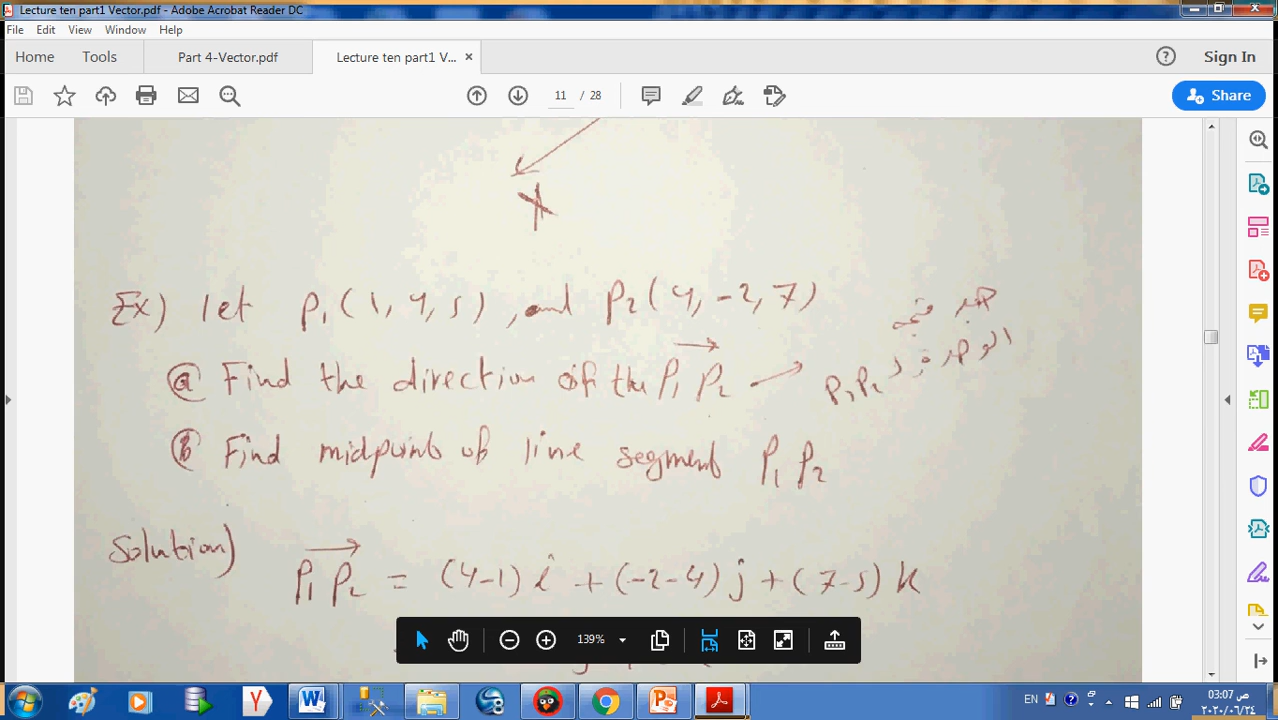 Lecture ten part1 Vector.pdf - Adobe Acrobat Reader DC
File Edit View Window Help
Home Tools Part 4-Vector.pdf Lecture ten part1 V... ×
Sign In
11 / 28
Share
X
Ex) let P₁(1, 4, 5), and P₂(4, -2, 7)
ⓐ Find the direction of the P₁P₂ → P₁P₂
ⓑ Find midpoint of line segment P₁P₂
Solution) P₁P₂ = (4-1) i + (-2-4) j + (7-5) k
139%
EN
03:07 ص
٢٠٢٠/٠٦/٢٤